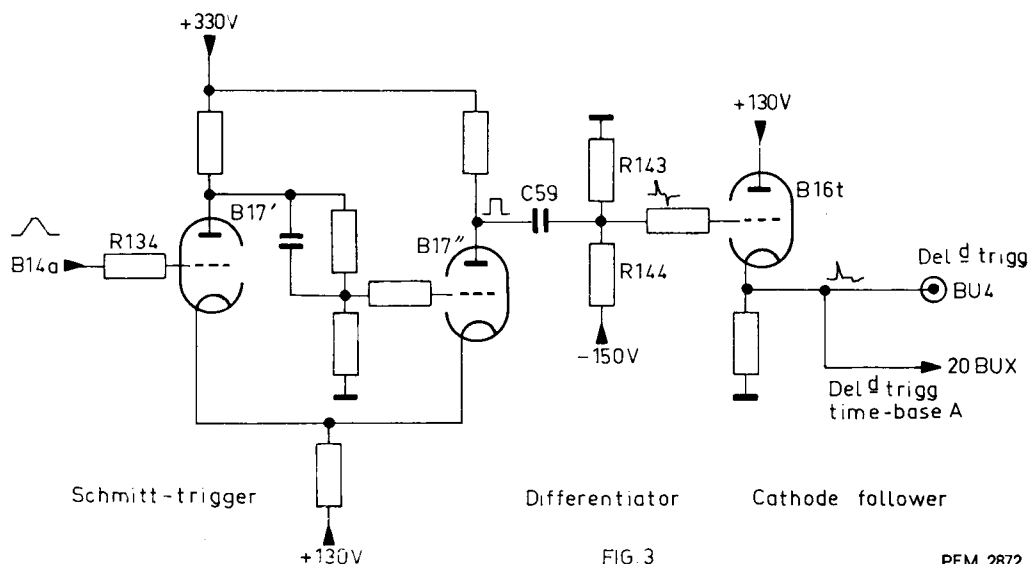 +330V
+130V
B16t
R143
C59
B17'
R134
B14a
B17"
R144
-150V
Del<u>d</u> trigg
BU4
20 BUX
Del<u>d</u> trigg
time-base A
Schmitt-trigger
Differentiator
Cathode follower
+130V
FIG.3
PEM 2872